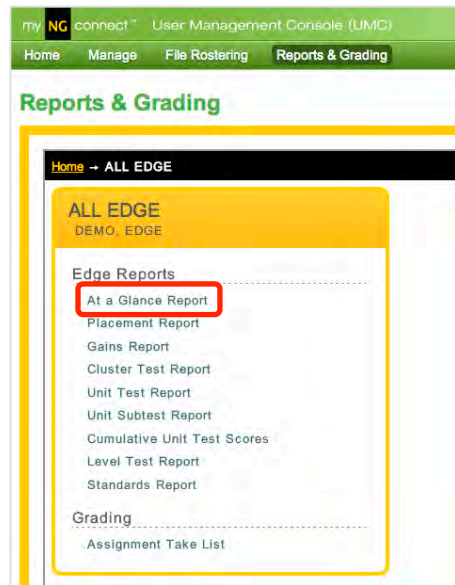 my NG connect™ User Management Console (UMC)
Home Manage File Rostering Reports & Grading
Reports & Grading
Home → ALL EDGE
ALL EDGE
DEMO, EDGE
Edge Reports
At a Glance Report
Placement Report
Gains Report
Cluster Test Report
Unit Test Report
Unit Subtest Report
Cumulative Unit Test Scores
Level Test Report
Standards Report
Grading
Assignment Take List